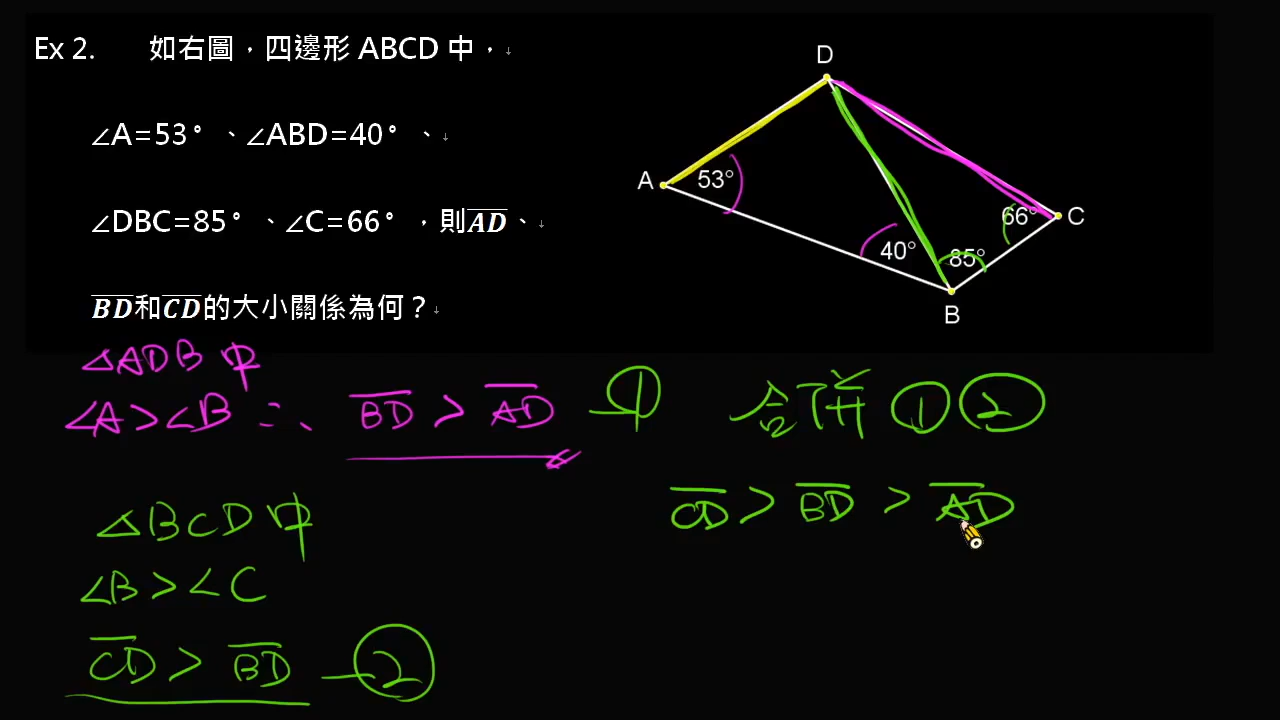 Ex 2. 如右圖，四邊形 ABCD 中，
∠A=53° 、∠ABD=40° 、
∠DBC=85° 、∠C=66° ，則AD、
BD和CD的大小關係為何？
D
A
53°
66°
C
40°
85°
B
△ADB 中
∠A>∠B ∴ BD > AD — ①
△BCD 中
∠B > ∠C
CD > BD — ②
合併 ① ②
CD > BD > AD